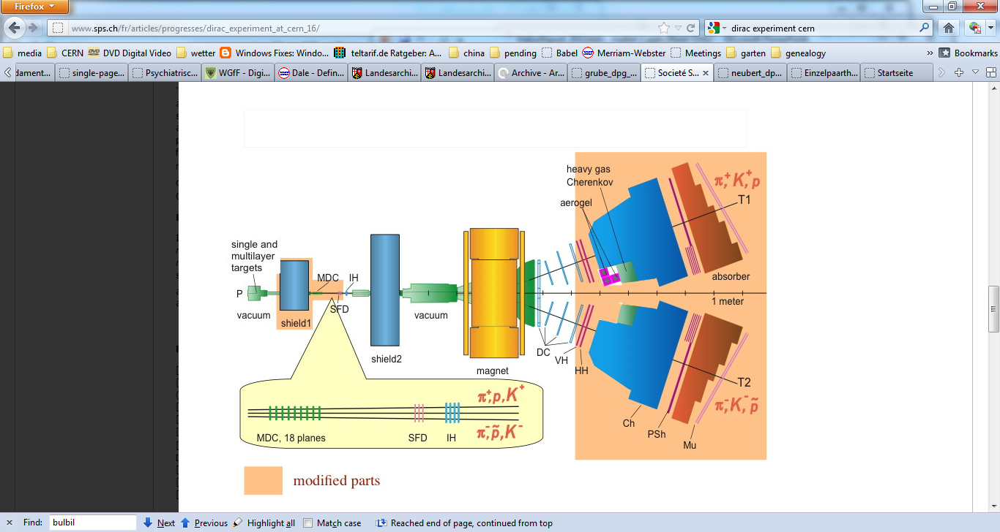 Firefox
www.sps.ch/fr/articles/progresses/dirac_experiment_at_cern_16/
dirac experiment cern
media CERN DVD Digital Video wetter Windows Fixes: Windo... teltarif.de Ratgeber: A... china pending Babel Merriam-Webster Meetings garten genealogy » Bookmarks
dament... single-page... Psychiatrisc... WGfF - Digi... Dale - Defin... Landesarchi... Landesarchi... Archive - Ar... grube_dpg_... Societé S... neubert_dp... Einzelpaarth... Startseite
heavy gas
Cherenkov
aerogel
π⁺, K⁺, p
T1
single and
multilayer
targets
MDC
IH
absorber
P
1 meter
vacuum
SFD
vacuum
shield1
shield2
magnet
DC
VH
HH
T2
π⁺, p, K⁺
π⁻, K⁻, p̃
π⁻, p̃, K⁻
MDC, 18 planes
SFD
IH
Ch
PSh
Mu
modified parts
× Find: bulbil Next Previous Highlight all Match case Reached end of page, continued from top